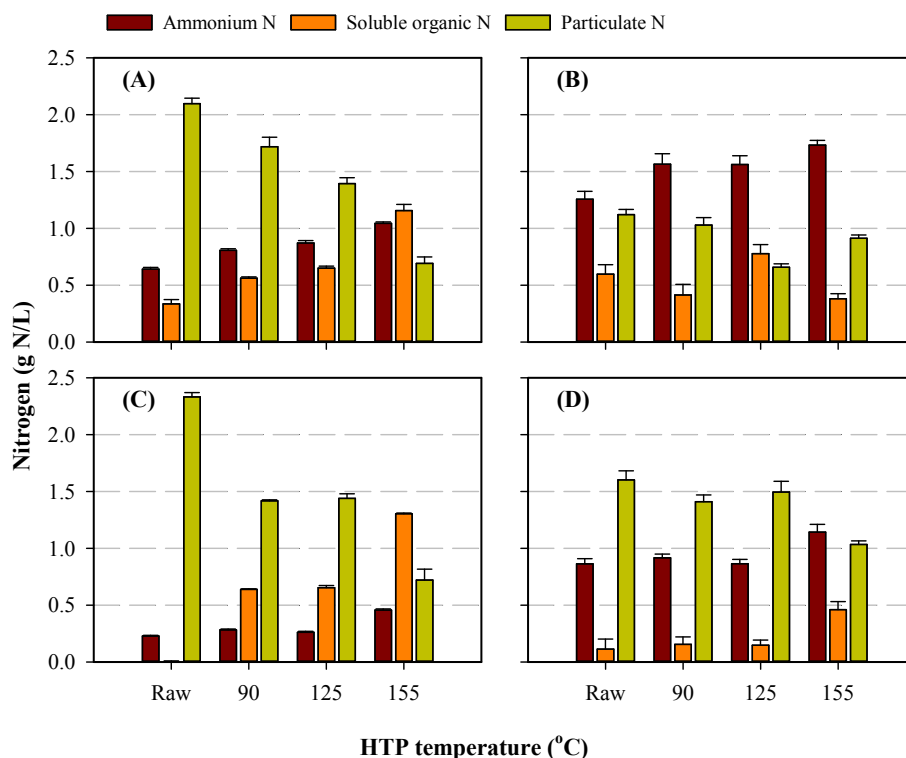 Ammonium N Soluble organic N Particulate N
(A) (B)
2.5
2.0
1.5
1.0
0.5
0.0
(C) (D)
2.5
2.0
1.5
1.0
0.5
0.0
Nitrogen (g N/L)
Raw 90 125 155 Raw 90 125 155
HTP temperature (°C)